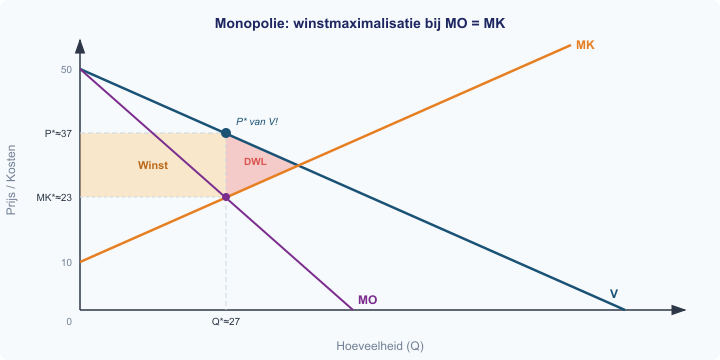 Monopolie: winstmaximalisatie bij MO = MK
MK
50
P* van V!
P*≈37
Winst
DWL
MK*≈23
Prijs / Kosten
10
V
MO
0
Q*≈27
Hoeveelheid (Q)